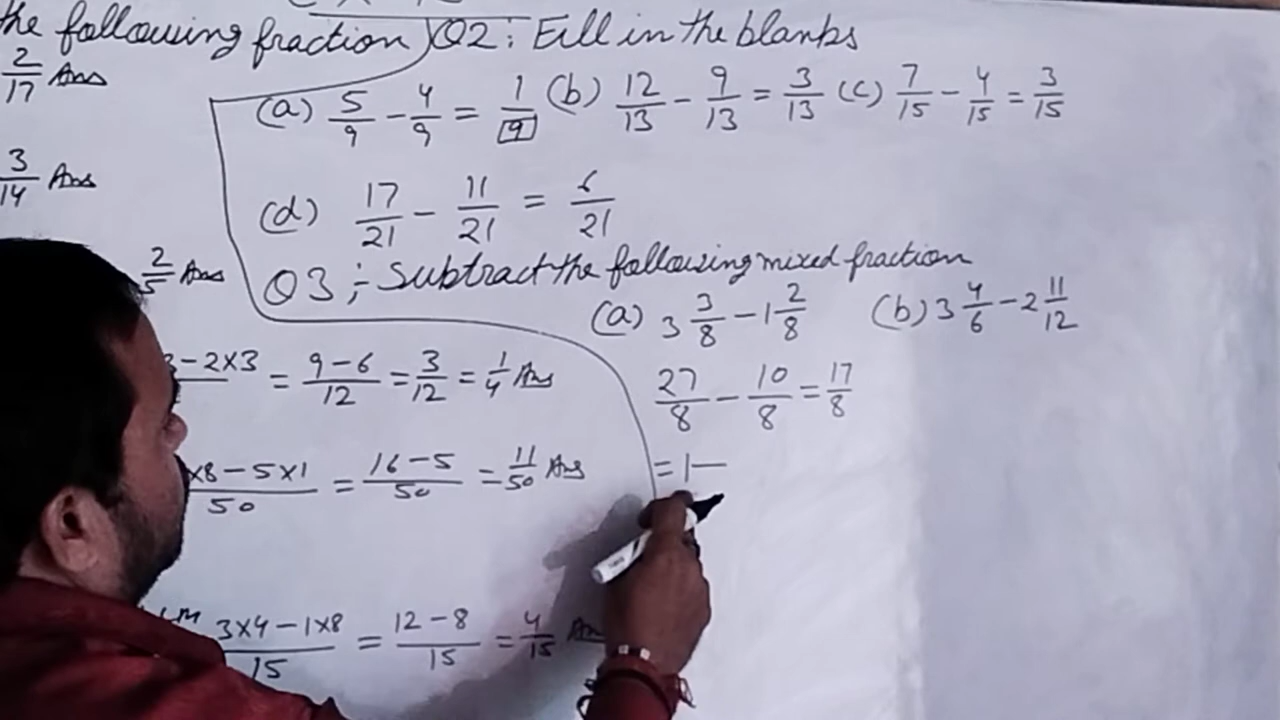 the following fraction Q2: Fill in the blanks
2/17 Ans
(a) 5/9 - 4/9 = 1/9 (b) 12/13 - 9/13 = 3/13 (c) 7/15 - 4/15 = 3/15
3/14 Ans
(d) 17/21 - 11/21 = 6/21
2/5 Ans
Q3 :- Subtract the following mixed fraction
(a) 3 3/8 - 1 2/8 (b) 3 4/6 - 2 11/12
3 - 2×3 = 9 - 6/12 = 3/12 = 1/4 Ans
27/8 - 10/8 = 17/8
= 1
×8 - 5×1/50 = 16 - 5/50 = 11/50 Ans
3×4 - 1×8/15 = 12 - 8/15 = 4/15 An